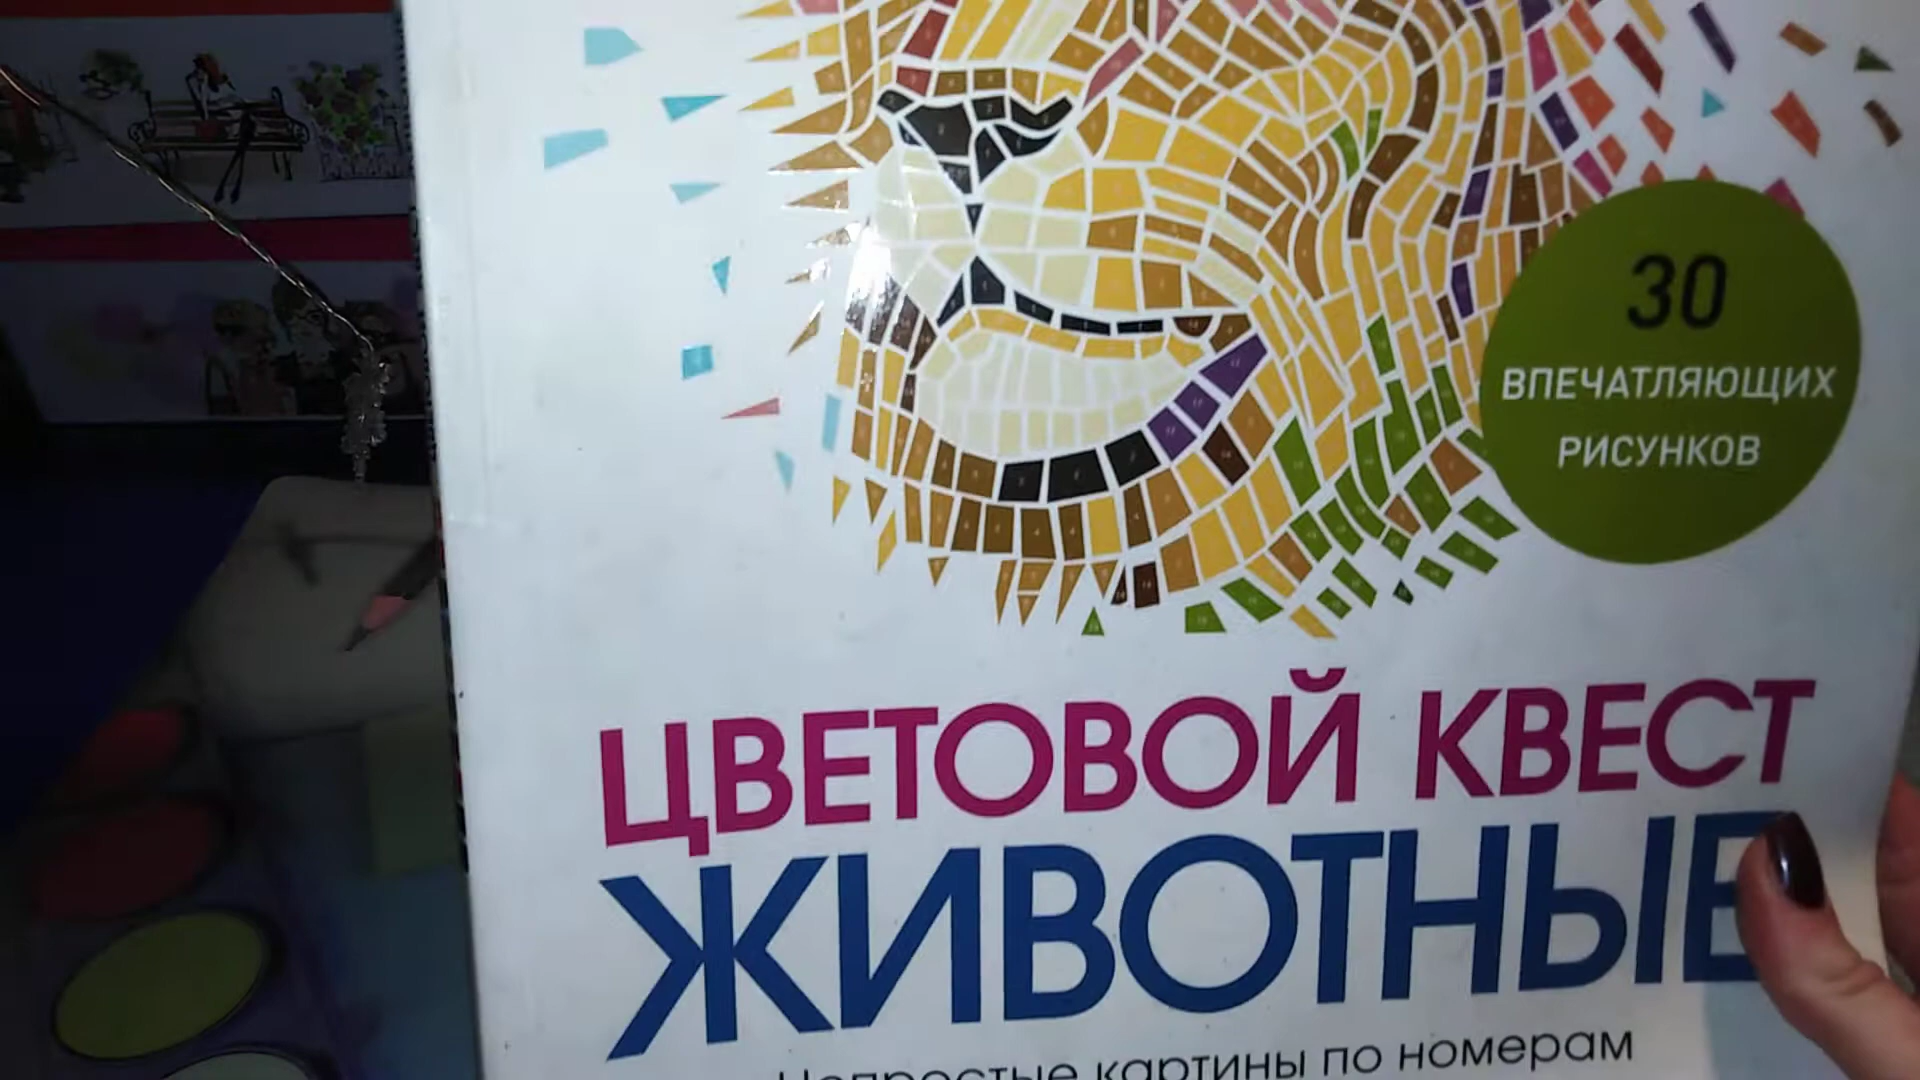 30
ВПЕЧАТЛЯЮЩИХ
РИСУНКОВ
ЦВЕТОВОЙ КВЕСТ
ЖИВОТНЫЕ
Непростые картины по номерам